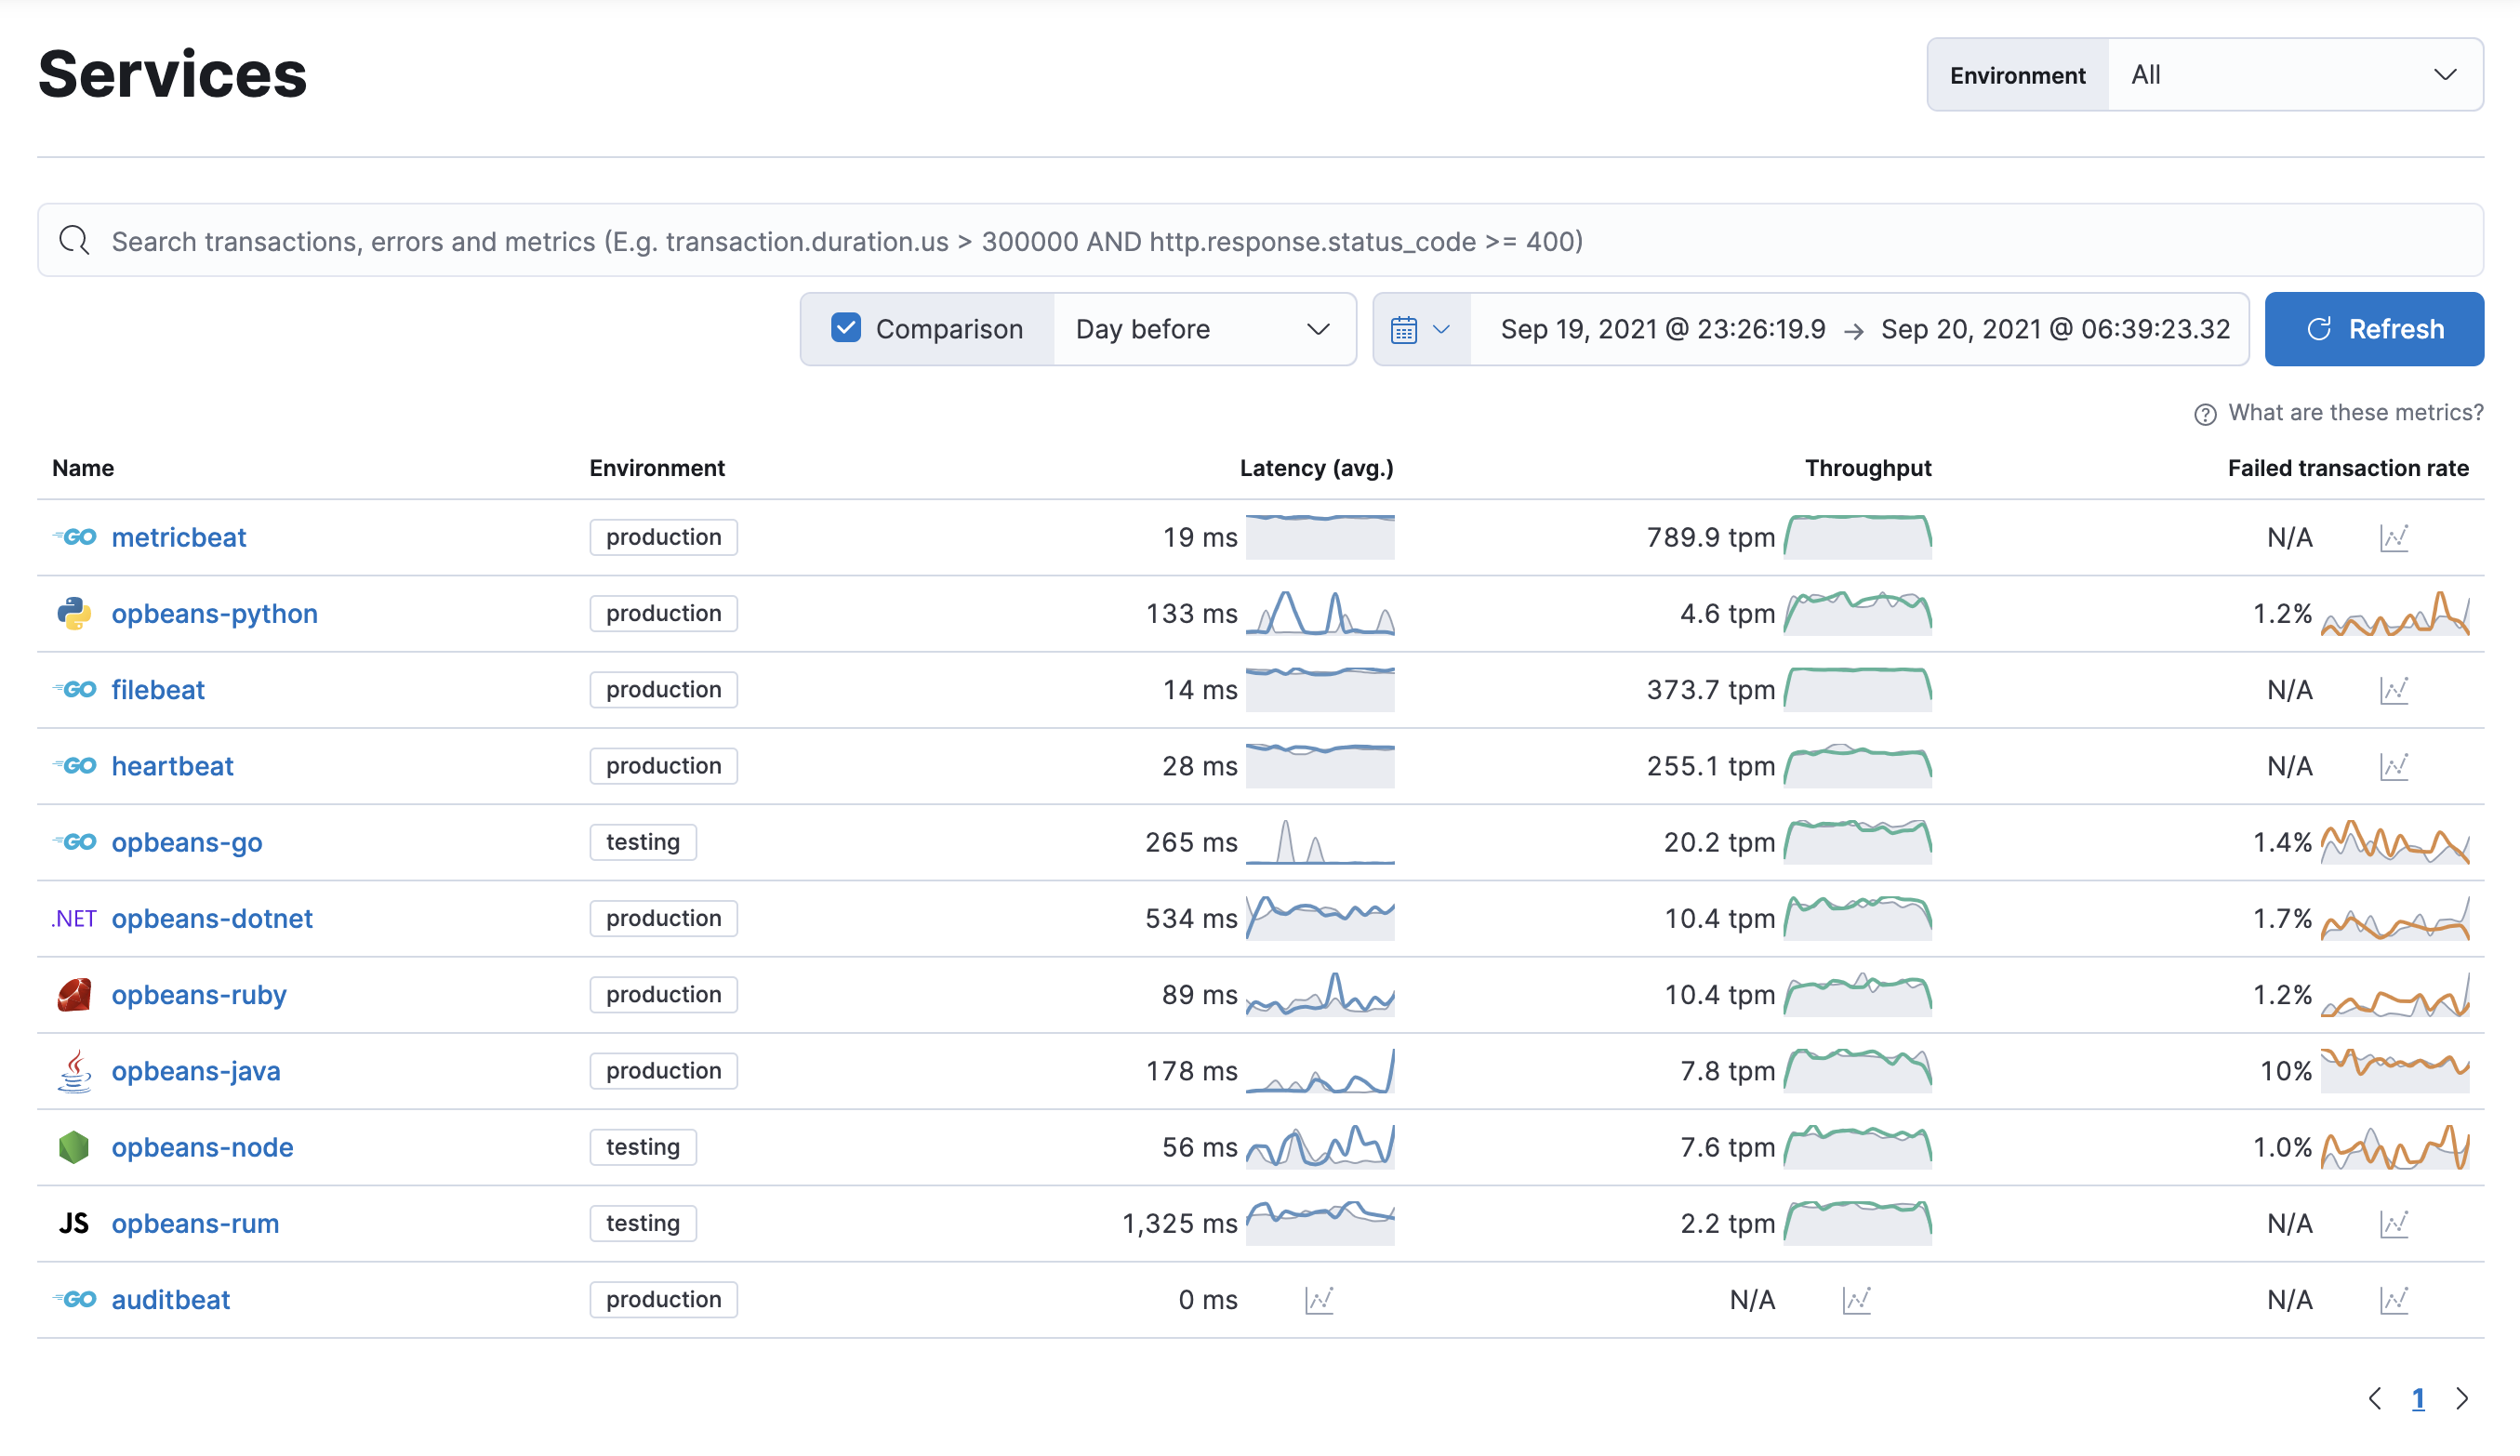 Services
Environment All
Search transactions, errors and metrics (E.g. transaction.duration.us > 300000 AND http.response.status_code >= 400)
Comparison Day before Sep 19, 2021 @ 23:26:19.9 → Sep 20, 2021 @ 06:39:23.32 Refresh
What are these metrics?
Name Environment Latency (avg.) Throughput Failed transaction rate
GO metricbeat production 19 ms 789.9 tpm N/A
opbeans-python production 133 ms 4.6 tpm 1.2%
GO filebeat production 14 ms 373.7 tpm N/A
GO heartbeat production 28 ms 255.1 tpm N/A
GO opbeans-go testing 265 ms 20.2 tpm 1.4%
.NET opbeans-dotnet production 534 ms 10.4 tpm 1.7%
opbeans-ruby production 89 ms 10.4 tpm 1.2%
opbeans-java production 178 ms 7.8 tpm 10%
opbeans-node testing 56 ms 7.6 tpm 1.0%
JS opbeans-rum testing 1,325 ms 2.2 tpm N/A
GO auditbeat production 0 ms N/A N/A
1